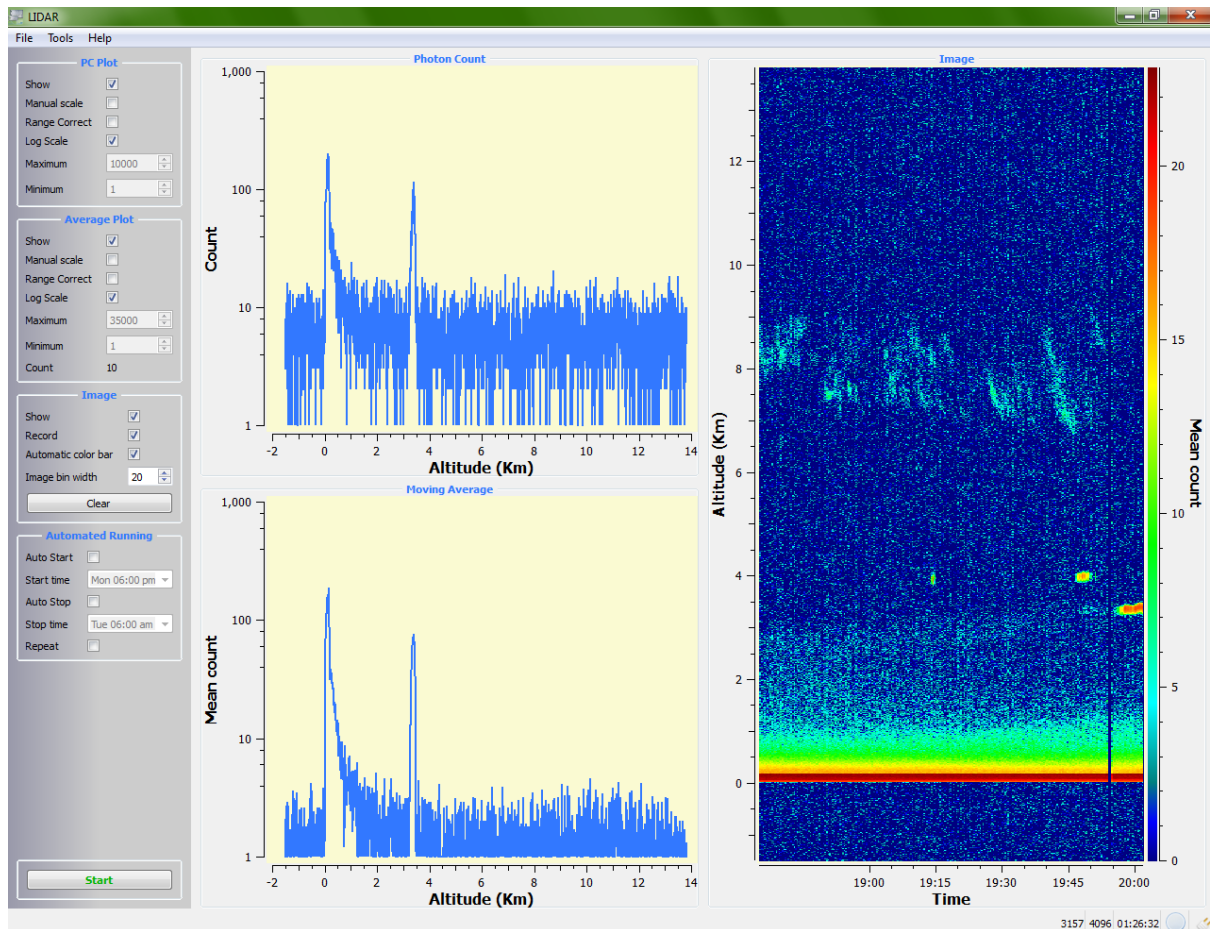 LIDAR
File Tools Help
PC Plot
Show
Manual scale
Range Correct
Log Scale
Maximum 10000
Minimum 1
Average Plot
Show
Manual scale
Range Correct
Log Scale
Maximum 35000
Minimum 1
Count 10
Image
Show
Record
Automatic color bar
Image bin width 20
Clear
Automated Running
Auto Start
Start time Mon 06:00 pm
Auto Stop
Stop time Tue 06:00 am
Repeat
Start
Photon Count
1,000
100
10
1
Count
-2 0 2 4 6 8 10 12 14
Altitude (Km)
Moving Average
1,000
100
10
1
Mean count
-2 0 2 4 6 8 10 12 14
Altitude (Km)
Image
12
10
8
6
4
2
0
Altitude (Km)
19:00 19:15 19:30 19:45 20:00
Time
20
15
10
5
0
Mean count
3157 4096 01:26:32